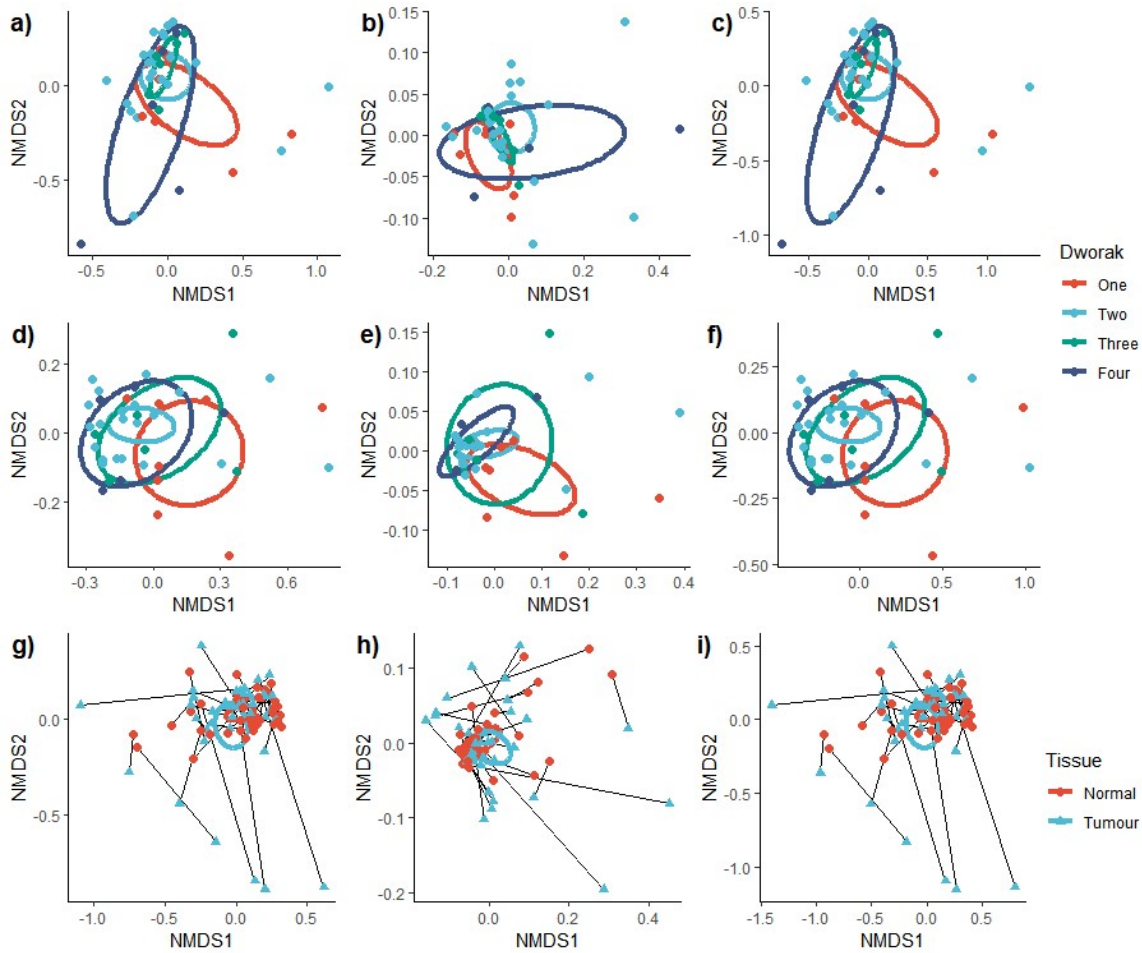 a)
b)
c)
NMDS2
0.0
-0.5
-0.5
0.0
0.5
1.0
NMDS1
NMDS2
0.15
0.10
0.05
0.00
-0.05
-0.10
-0.2
0.0
0.2
0.4
NMDS1
NMDS2
0.5
0.0
-0.5
-1.0
-0.5
0.0
0.5
1.0
NMDS1
Dworak
One
Two
Three
Four
d)
e)
f)
NMDS2
0.2
0.0
-0.2
-0.3
0.0
0.3
0.6
NMDS1
NMDS2
0.15
0.10
0.05
0.00
-0.05
-0.10
-0.1
0.0
0.1
0.2
0.3
0.4
NMDS1
NMDS2
0.25
0.00
-0.25
-0.50
0.0
0.5
1.0
NMDS1
g)
h)
i)
NMDS2
0.0
-0.5
-1.0
-0.5
0.0
0.5
NMDS1
NMDS2
0.1
0.0
-0.1
-0.2
0.0
0.2
0.4
NMDS1
NMDS2
0.5
0.0
-0.5
-1.0
-1.5
-1.0
-0.5
0.0
0.5
NMDS1
Tissue
Normal
Tumour